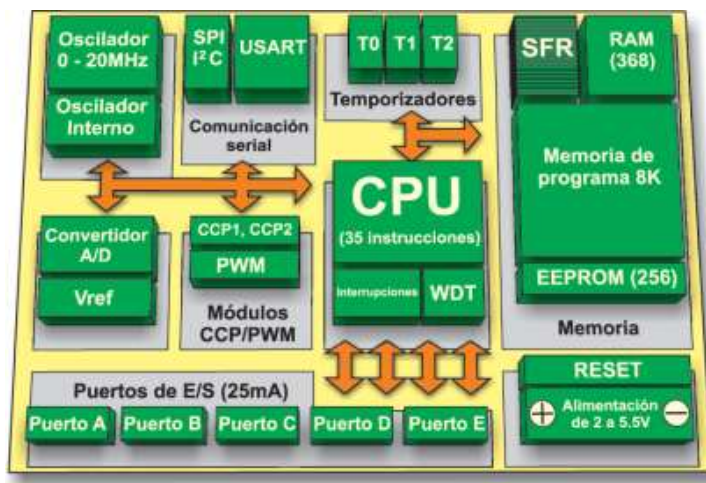 Oscilador
0 - 20MHz
Oscilador
Interno
SPI
I²C
USART
Comunicación
serial
T0
T1
T2
Temporizadores
SFR
RAM
(368)
Memoria de
programa 8K
EEPROM (256)
Memoria
CPU
(35 instrucciones)
Interrupciones
WDT
Convertidor
A/D
Vref
CCP1, CCP2
PWM
Módulos
CCP/PWM
Puertos de E/S (25mA)
Puerto A
Puerto B
Puerto C
Puerto D
Puerto E
RESET
+
Alimentación
de 2 a 5.5V
−